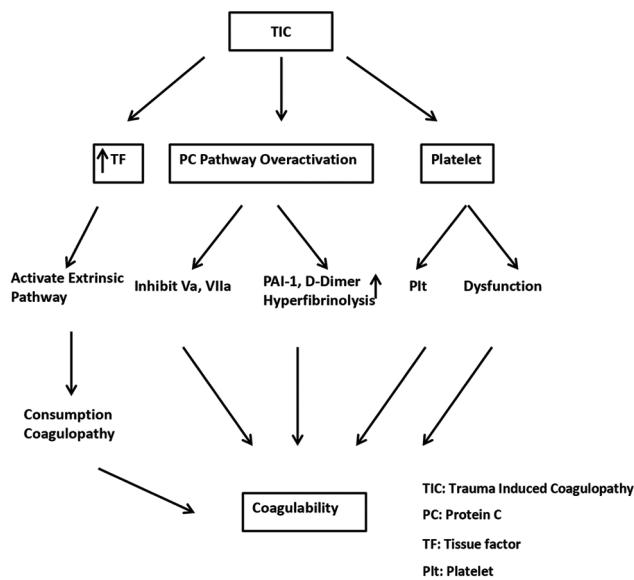 TIC
↑TF
PC Pathway Overactivation
Platelet
Activate Extrinsic
Pathway
Inhibit Va, VIIa
PAI-1, D-Dimer
Hyperfibrinolysis↑
Plt
Dysfunction
Consumption
Coagulopathy
Coagulability
TIC: Trauma Induced Coagulopathy
PC: Protein C
TF: Tissue factor
Plt: Platelet